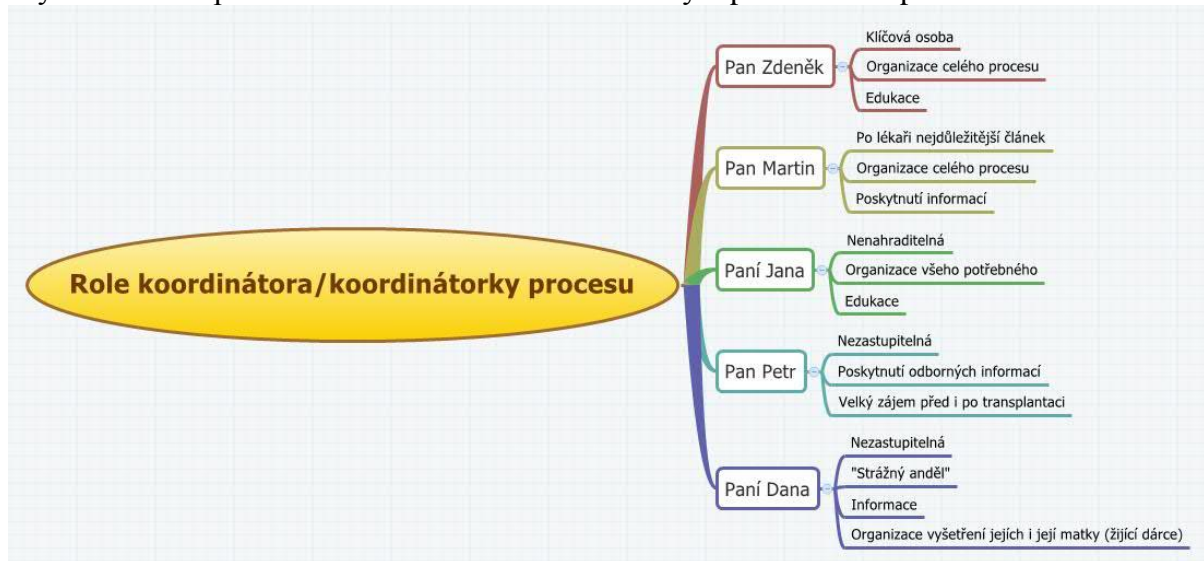 Role koordinátora/koordinátorky procesu
Pan Zdeněk
Klíčová osoba
Organizace celého procesu
Edukace
Pan Martin
Po lékaři nejdůležitější článek
Organizace celého procesu
Poskytnutí informací
Paní Jana
Nenahraditelná
Organizace všeho potřebného
Edukace
Pan Petr
Nezastupitelná
Poskytnutí odborných informací
Velký zájem před i po transplantaci
Paní Dana
Nezastupitelná
"Strážný anděl"
Informace
Organizace vyšetření jejích i její matky (žijící dárce)